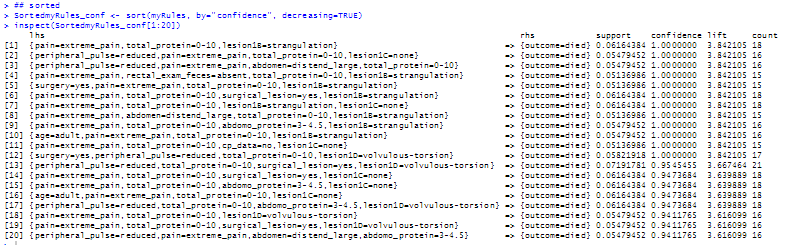 > ## sorted
> SortedmyRules_conf <- sort(myRules, by="confidence", decreasing=TRUE)
> inspect(SortedmyRules_conf[1:20])
lhs rhs support confidence lift count
[1] {pain=extreme_pain,total_protein=0-10,lesion1B=strangulation} => {outcome=died} 0.06164384 1.0000000 3.842105 18
[2] {peripheral_pulse=reduced,pain=extreme_pain,abdomen=distend_large,lesion1C=none} => {outcome=died} 0.05479452 1.0000000 3.842105 16
[3] {peripheral_pulse=reduced,pain=extreme_pain,abdomen=distend_large,total_protein=0-10} => {outcome=died} 0.05479452 1.0000000 3.842105 16
[4] {pain=extreme_pain,rectal_exam_feces=absent,total_protein=0-10,lesion1B=strangulation} => {outcome=died} 0.05136986 1.0000000 3.842105 15
[5] {surgery=yes,pain=extreme_pain,total_protein=0-10,lesion1B=strangulation} => {outcome=died} 0.05136986 1.0000000 3.842105 15
[6] {pain=extreme_pain,total_protein=0-10,surgical_lesion=yes,lesion1B=strangulation} => {outcome=died} 0.06164384 1.0000000 3.842105 18
[7] {pain=extreme_pain,total_protein=0-10,lesion1B=strangulation,lesion1C=none} => {outcome=died} 0.06164384 1.0000000 3.842105 18
[8] {pain=extreme_pain,abdomen=distend_large,total_protein=0-10,lesion1B=strangulation} => {outcome=died} 0.05136986 1.0000000 3.842105 15
[9] {pain=extreme_pain,total_protein=0-10,abdomo_protein=3-4.5,lesion1B=strangulation} => {outcome=died} 0.05479452 1.0000000 3.842105 16
[10] {age=adult,pain=extreme_pain,total_protein=0-10,lesion1B=strangulation} => {outcome=died} 0.05479452 1.0000000 3.842105 16
[11] {pain=extreme_pain,total_protein=0-10,cp_data=no,lesion1C=none} => {outcome=died} 0.05136986 1.0000000 3.842105 15
[12] {surgery=yes,peripheral_pulse=reduced,total_protein=0-10,lesion1D=volvulous-torsion} => {outcome=died} 0.05821918 1.0000000 3.842105 17
[13] {peripheral_pulse=reduced,total_protein=0-10,surgical_lesion=yes,lesion1D=volvulous-torsion} => {outcome=died} 0.07191781 0.9545455 3.667464 21
[14] {pain=extreme_pain,total_protein=0-10,surgical_lesion=yes,lesion1C=none} => {outcome=died} 0.06164384 0.9473684 3.639889 18
[15] {pain=extreme_pain,total_protein=0-10,abdomo_protein=3-4.5,lesion1C=none} => {outcome=died} 0.06164384 0.9473684 3.639889 18
[16] {age=adult,pain=extreme_pain,total_protein=0-10,lesion1C=none} => {outcome=died} 0.06164384 0.9473684 3.639889 18
[17] {peripheral_pulse=reduced,total_protein=0-10,abdomo_protein=3-4.5,lesion1D=volvulous-torsion} => {outcome=died} 0.06164384 0.9473684 3.639889 18
[18] {pain=extreme_pain,total_protein=0-10,lesion1D=volvulous-torsion} => {outcome=died} 0.05479452 0.9411765 3.616099 16
[19] {pain=extreme_pain,total_protein=0-10,surgical_lesion=yes,lesion1D=volvulous-torsion} => {outcome=died} 0.05479452 0.9411765 3.616099 16
[20] {peripheral_pulse=reduced,pain=extreme_pain,abdomen=distend_large,abdomo_protein=3-4.5} => {outcome=died} 0.05479452 0.9411765 3.616099 16